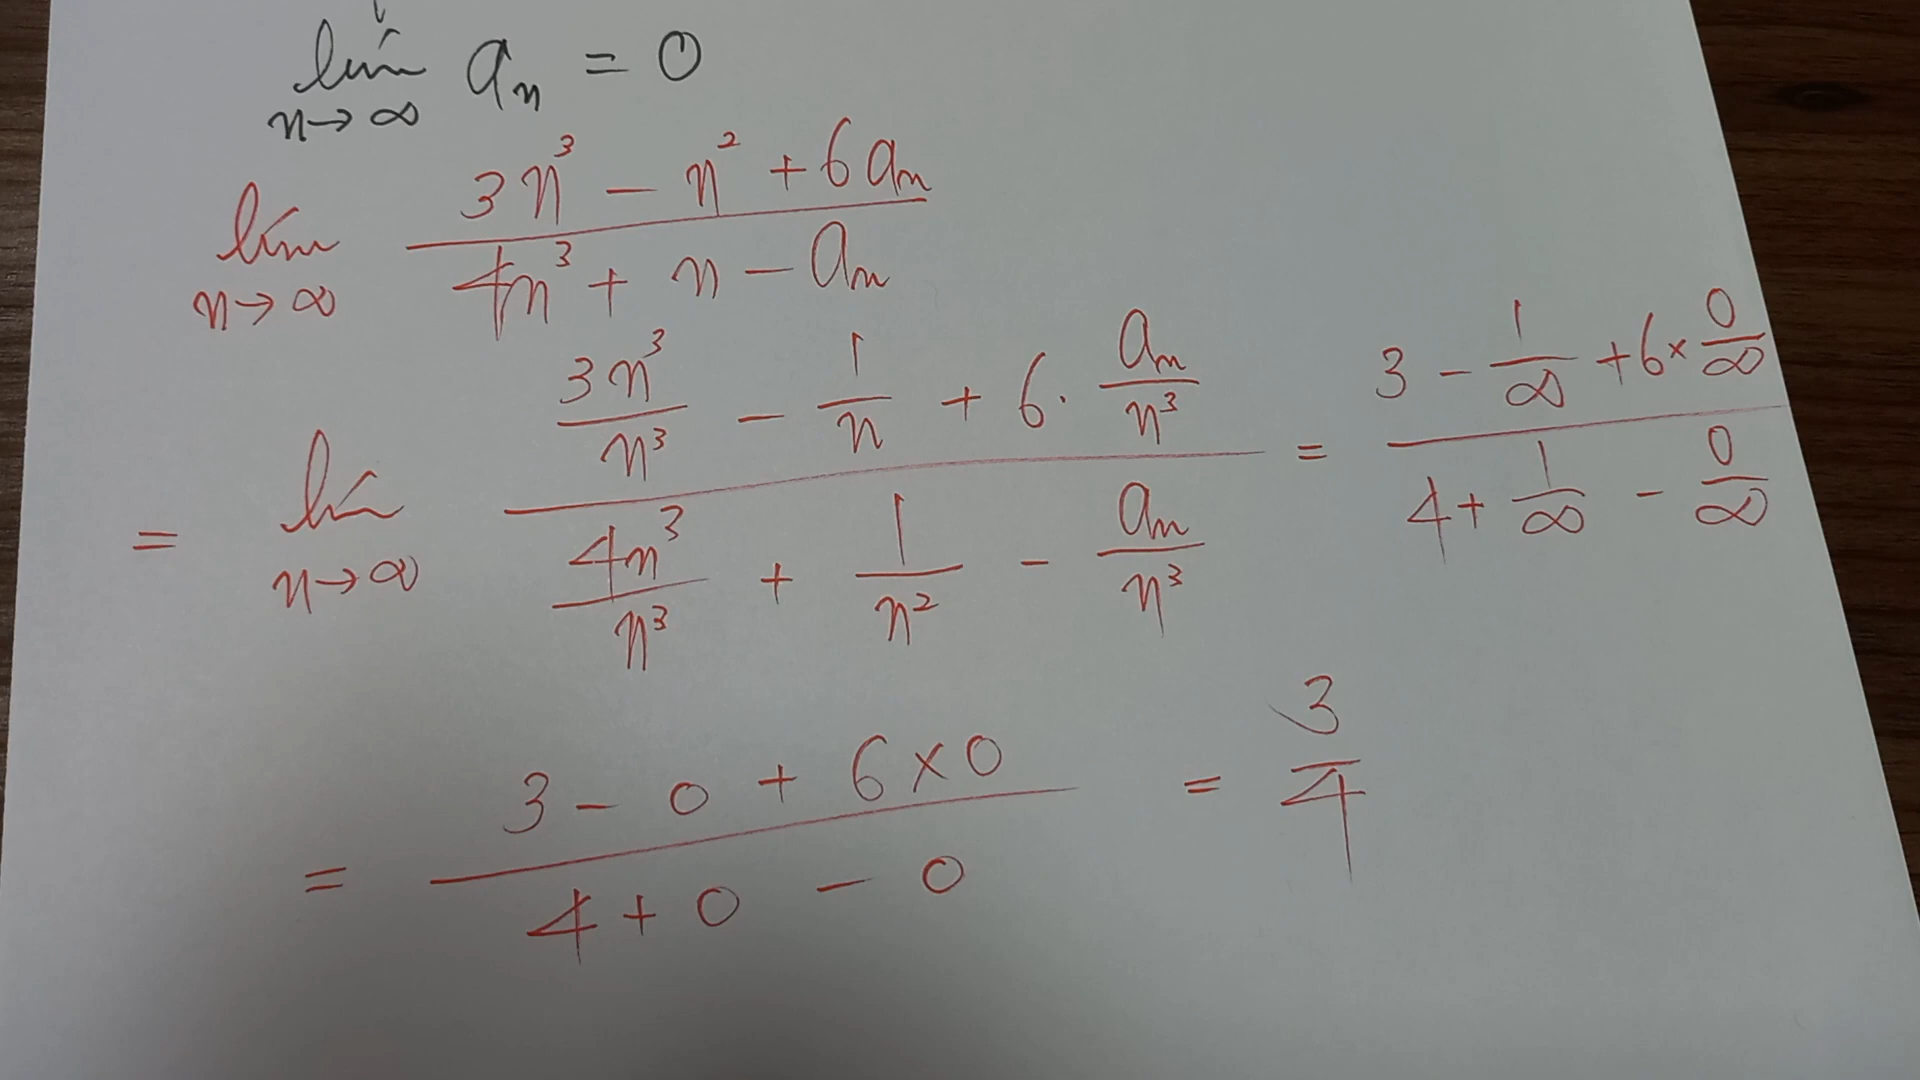 lim n→∞ aₙ = 0
lim n→∞ (3n³ − n² + 6aₙ) / (4n³ + n − aₙ)
= lim n→∞ (3n³/n³ − 1/n + 6 · aₙ/n³) / (4n³/n³ + 1/n² − aₙ/n³) = (3 − 1/∞ + 6 × 0/∞) / (4 + 1/∞ − 0/∞)
= (3 − 0 + 6 × 0) / (4 + 0 − 0) = 3/4